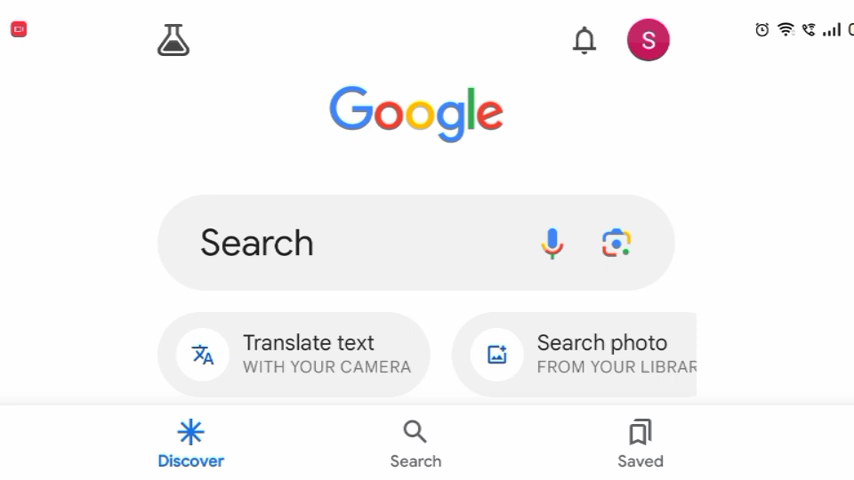 S
Google
Search
Translate text
WITH YOUR CAMERA
Search photo
FROM YOUR LIBRAR
Discover
Search
Saved